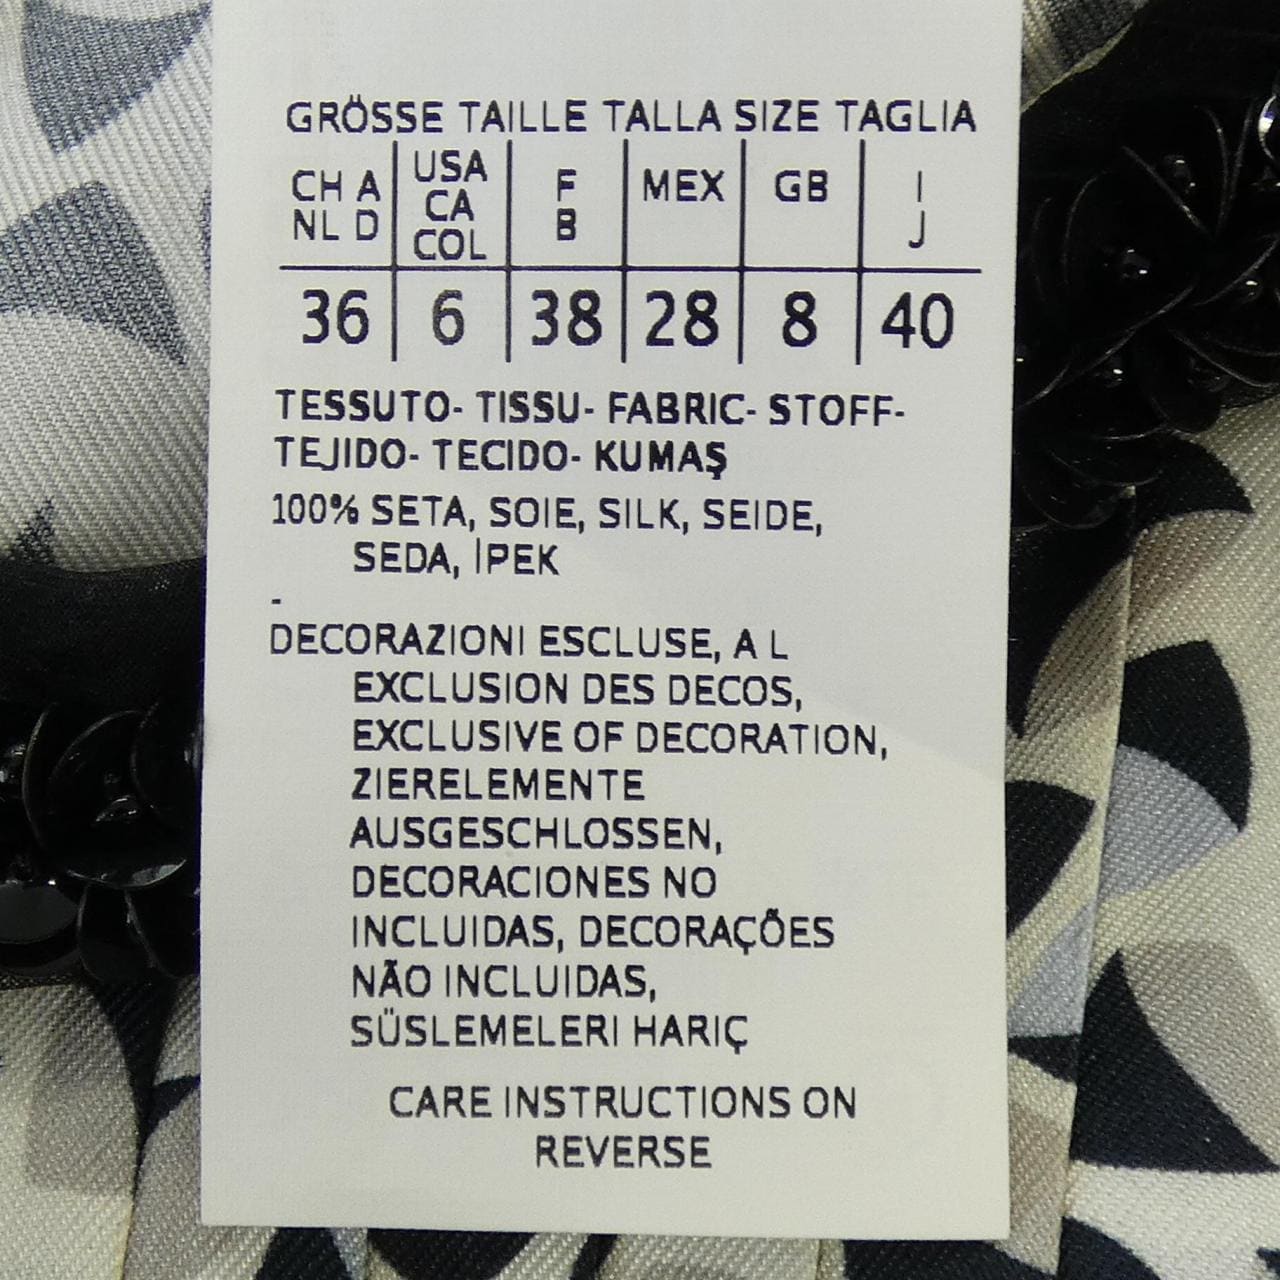 GRÖSSE TAILLE TALLA SIZE TAGLIA
CH A NL D | USA CA COL | F B | MEX | GB | I J
36 | 6 | 38 | 28 | 8 | 40
TESSUTO- TISSU- FABRIC- STOFF-
TEJIDO- TECIDO- KUMAŞ
100% SETA, SOIE, SILK, SEIDE,
SEDA, İPEK
-
DECORAZIONI ESCLUSE, A L
EXCLUSION DES DECOS,
EXCLUSIVE OF DECORATION,
ZIERELEMENTE
AUSGESCHLOSSEN,
DECORACIONES NO
INCLUIDAS, DECORAÇÕES
NÃO INCLUIDAS,
SÜSLEMELERI HARIÇ
CARE INSTRUCTIONS ON
REVERSE